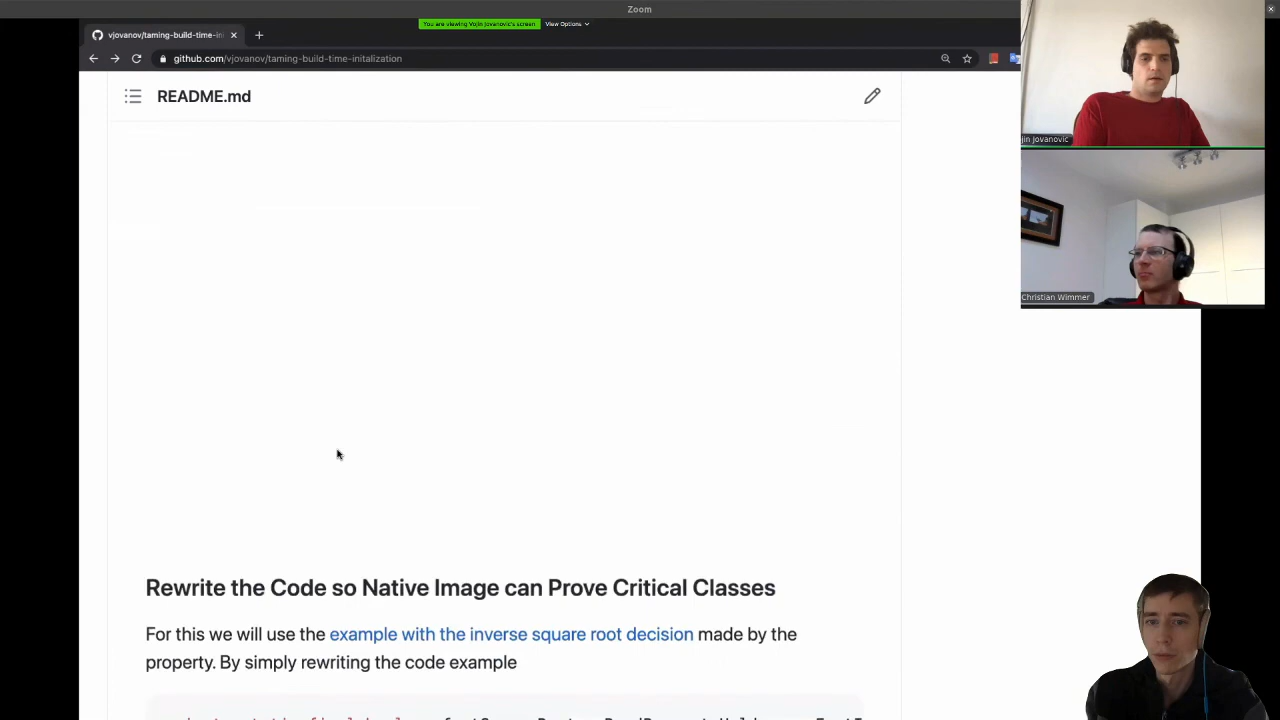 Zoom
You are viewing Vojin Jovanovic's screen
View Options
vjovanov/taming-build-time-in
github.com/vjovanov/taming-build-time-initalization
README.md
jin jovanovic
Christian Wimmer
Rewrite the Code so Native Image can Prove Critical Classes
For this we will use the example with the inverse square root decision made by the
property. By simply rewriting the code example